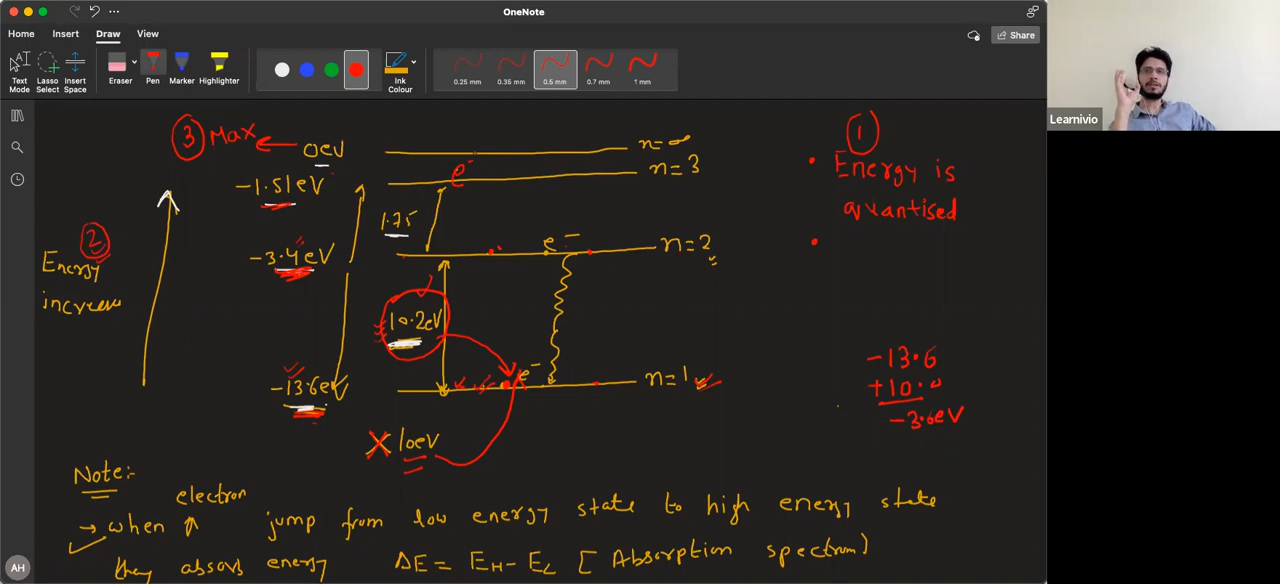 OneNote
Home Insert Draw View
Share
Text Mode
Lasso Select
Insert Space
Eraser
Pen
Marker
Highlighter
Ink Colour
0.25 mm
0.35 mm
0.5 mm
0.7 mm
1 mm
Learnivio
3 Max ← 0eV n=∞
-1.51eV e⁻ n=3
1.75
-3.4eV e⁻ n=2
2
Energy increase
10.2eV
-13.6eV e⁻ n=1
X 10eV
1
• Energy is
quantised
•
-13.6
+10.0
-3.6eV
Note:-
→ when electron jump from low energy state to high energy state
they absorb energy ΔE = E_H - E_L [Absorption spectrum)
AH